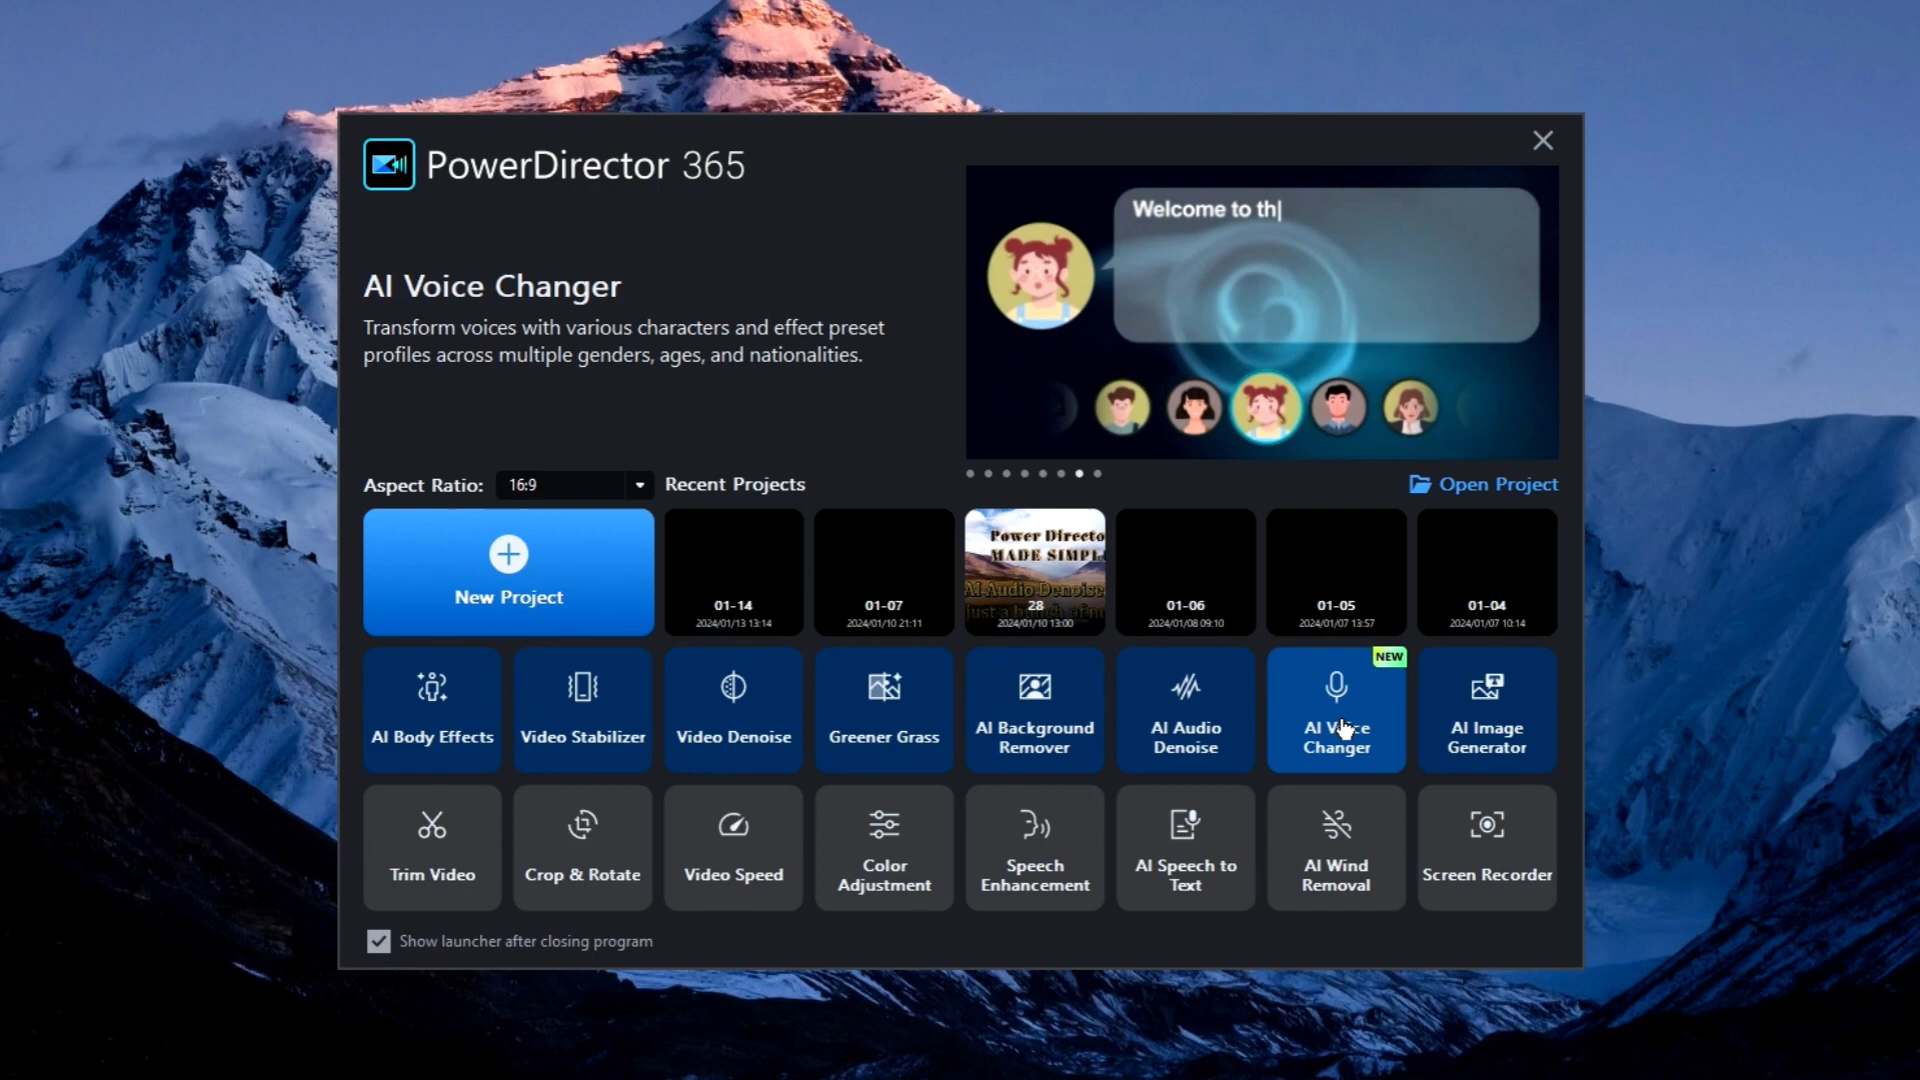 PowerDirector 365
Welcome to th
AI Voice Changer
Transform voices with various characters and effect preset
profiles across multiple genders, ages, and nationalities.
Aspect Ratio: 16:9
Recent Projects
Open Project
New Project
01-14
2024/01/13 13:14
01-07
2024/01/10 21:11
Power Directo
MADE SIMPL
AI Audio Denoise
28
just a bunch of no
2024/01/10 13:00
01-06
2024/01/08 09:10
01-05
2024/01/07 13:57
01-04
2024/01/07 10:14
AI Body Effects
Video Stabilizer
Video Denoise
Greener Grass
AI Background
Remover
AI Audio
Denoise
NEW
AI Voice
Changer
AI Image
Generator
Trim Video
Crop & Rotate
Video Speed
Color
Adjustment
Speech
Enhancement
AI Speech to
Text
AI Wind
Removal
Screen Recorder
Show launcher after closing program